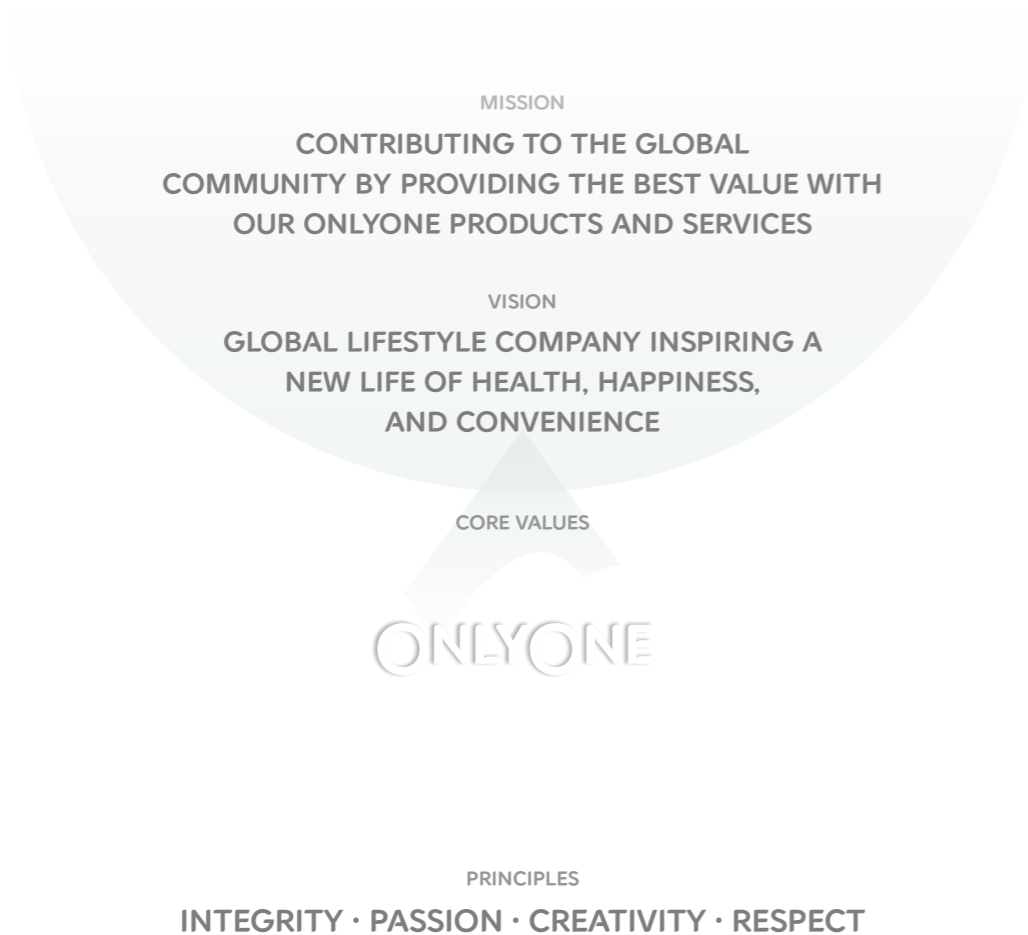 MISSION
CONTRIBUTING TO THE GLOBAL
COMMUNITY BY PROVIDING THE BEST VALUE WITH
OUR ONLYONE PRODUCTS AND SERVICES
VISION
GLOBAL LIFESTYLE COMPANY INSPIRING A
NEW LIFE OF HEALTH, HAPPINESS,
AND CONVENIENCE
CORE VALUES
ONLYONE
PRINCIPLES
INTEGRITY · PASSION · CREATIVITY · RESPECT